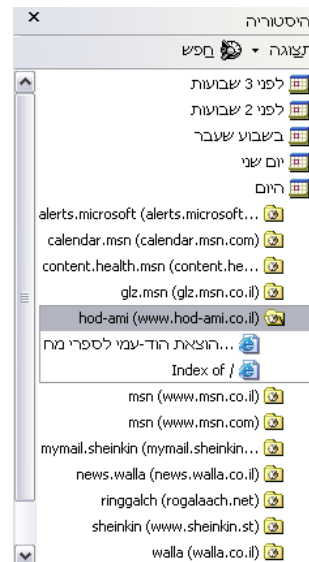 היסטוריה
תצוגה חפש
לפני 3 שבועות
לפני 2 שבועות
בשבוע שעבר
יום שני
היום
alerts.microsoft (alerts.microsoft...
calendar.msn (calendar.msn.com)
content.health.msn (content.he...
glz.msn (glz.msn.co.il)
hod-ami (www.hod-ami.co.il)
הוצאת הוד-עמי לספרי מח...
Index of /
msn (www.msn.co.il)
msn (www.msn.com)
mymail.sheinkin (mymail.sheinkin...
news.walla (news.walla.co.il)
ringgalch (rogalaach.net)
sheinkin (www.sheinkin.st)
walla (walla.co.il)